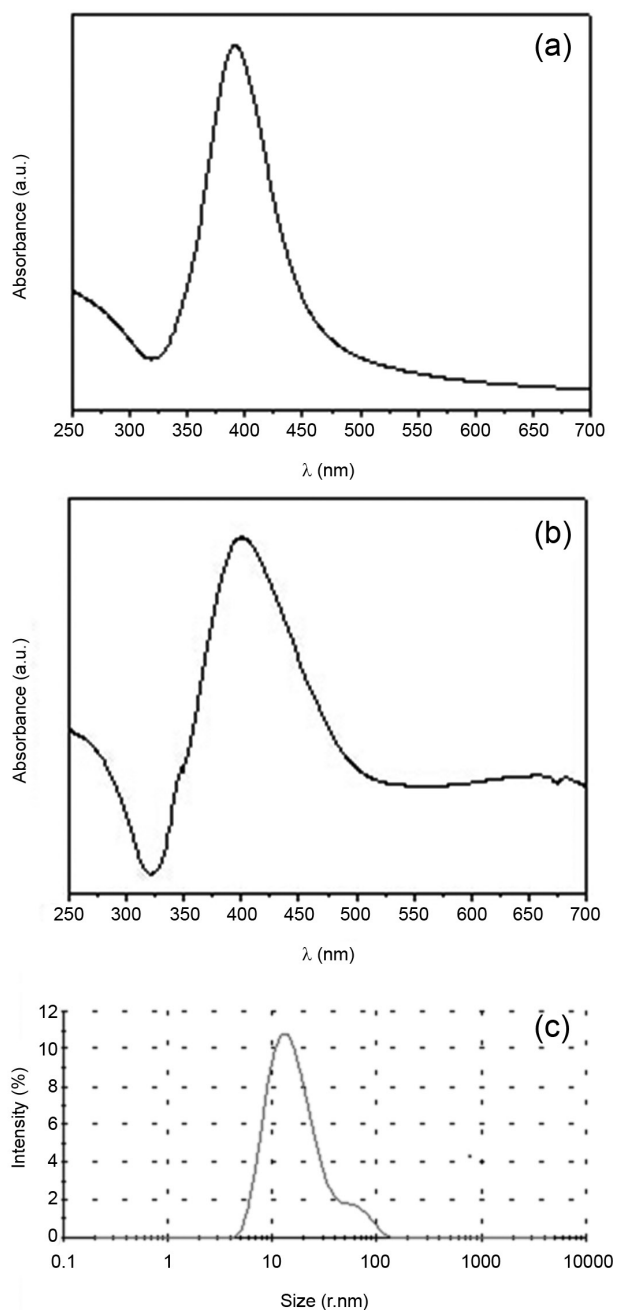 (a)
Absorbance (a.u.)
250 300 350 400 450 500 550 600 650 700
λ (nm)
(b)
Absorbance (a.u.)
250 300 350 400 450 500 550 600 650 700
λ (nm)
(c)
Intensity (%)
12
10
8
6
4
2
0
0.1 1 10 100 1000 10000
Size (r.nm)